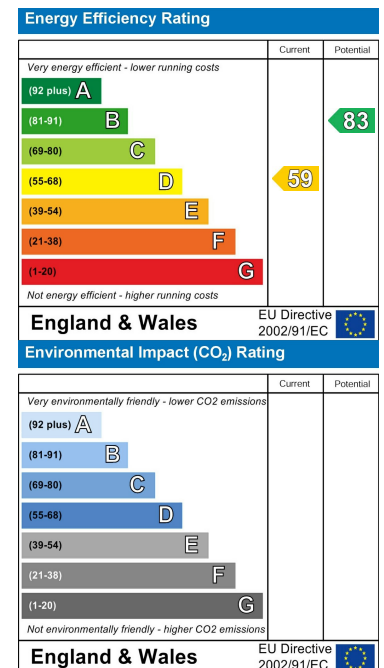 Energy Efficiency Rating
Current Potential
Very energy efficient - lower running costs
(92 plus) A
(81-91) B
83
(69-80) C
(55-68) D
59
(39-54) E
(21-38) F
(1-20) G
Not energy efficient - higher running costs
England & Wales
EU Directive
2002/91/EC
Environmental Impact (CO₂) Rating
Current Potential
Very environmentally friendly - lower CO2 emissions
(92 plus) A
(81-91) B
(69-80) C
(55-68) D
(39-54) E
(21-38) F
(1-20) G
Not environmentally friendly - higher CO2 emissions
England & Wales
EU Directive
2002/91/EC